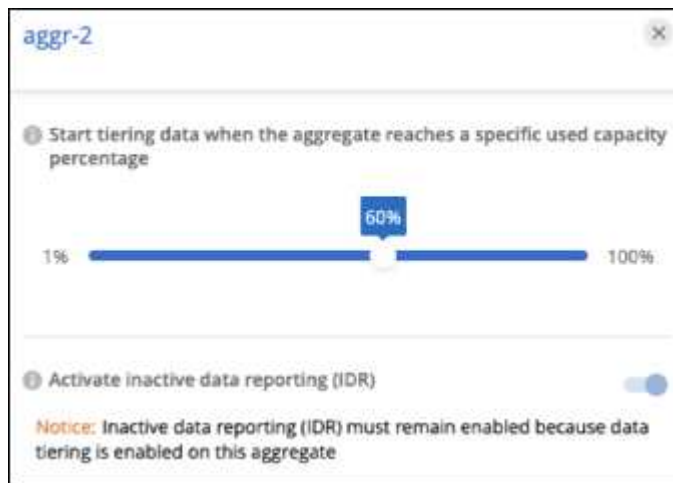 aggr-2
Start tiering data when the aggregate reaches a specific used capacity
percentage
60%
1%
100%
Activate inactive data reporting (IDR)
Notice: Inactive data reporting (IDR) must remain enabled because data
tiering is enabled on this aggregate